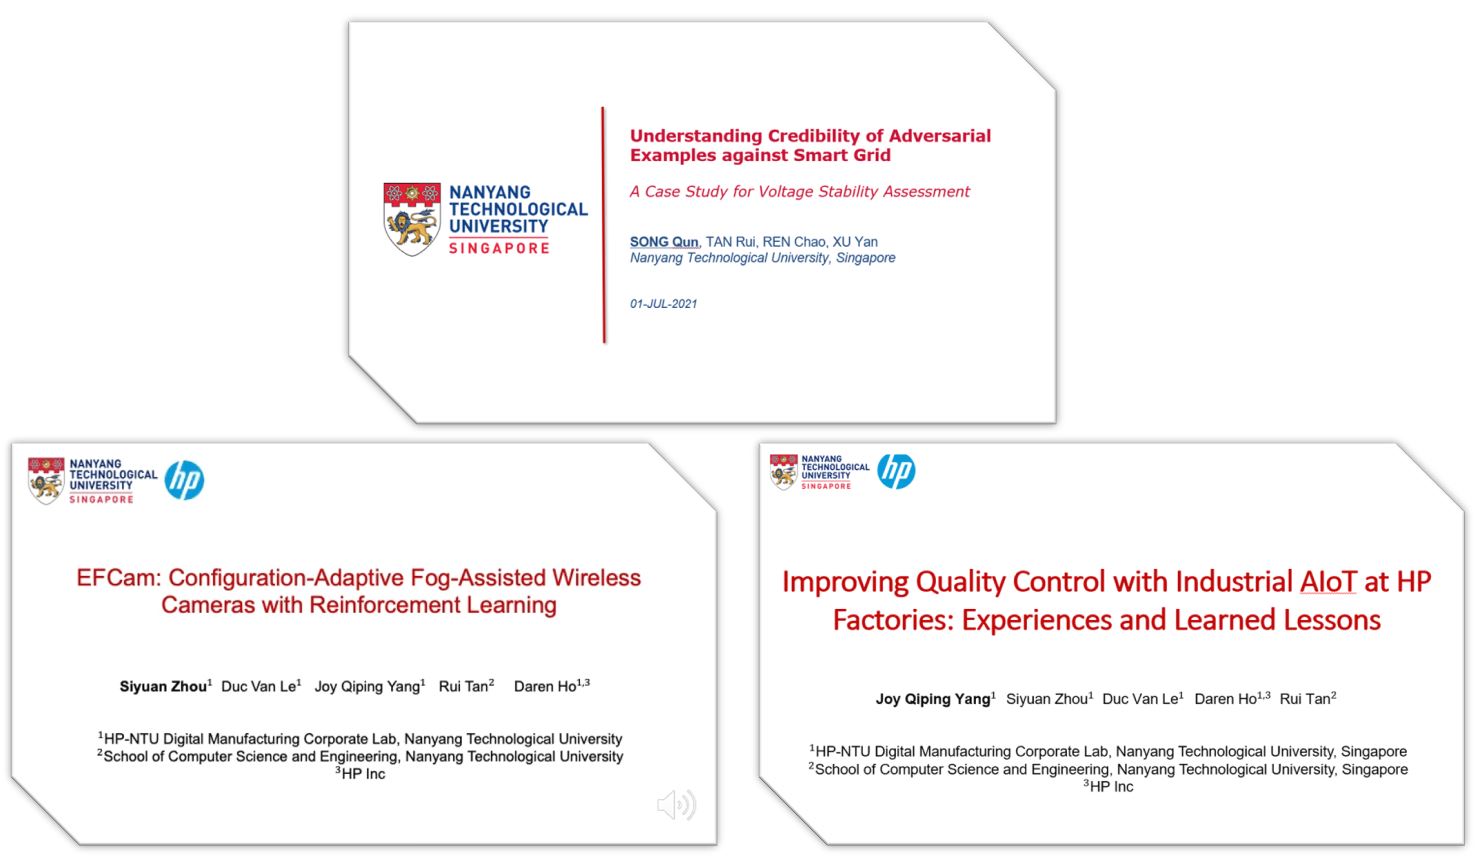 NANYANG
TECHNOLOGICAL
UNIVERSITY
SINGAPORE
Understanding Credibility of Adversarial
Examples against Smart Grid
A Case Study for Voltage Stability Assessment
SONG Qun, TAN Rui, REN Chao, XU Yan
Nanyang Technological University, Singapore
01-JUL-2021
NANYANG
TECHNOLOGICAL
UNIVERSITY
SINGAPORE
hp
EFCam: Configuration-Adaptive Fog-Assisted Wireless
Cameras with Reinforcement Learning
Siyuan Zhou¹ Duc Van Le¹ Joy Qiping Yang¹ Rui Tan² Daren Ho¹,³
¹HP-NTU Digital Manufacturing Corporate Lab, Nanyang Technological University
²School of Computer Science and Engineering, Nanyang Technological University
³HP Inc
NANYANG
TECHNOLOGICAL
UNIVERSITY
SINGAPORE
hp
Improving Quality Control with Industrial AIoT at HP
Factories: Experiences and Learned Lessons
Joy Qiping Yang¹ Siyuan Zhou¹ Duc Van Le¹ Daren Ho¹,³ Rui Tan²
¹HP-NTU Digital Manufacturing Corporate Lab, Nanyang Technological University, Singapore
²School of Computer Science and Engineering, Nanyang Technological University, Singapore
³HP Inc